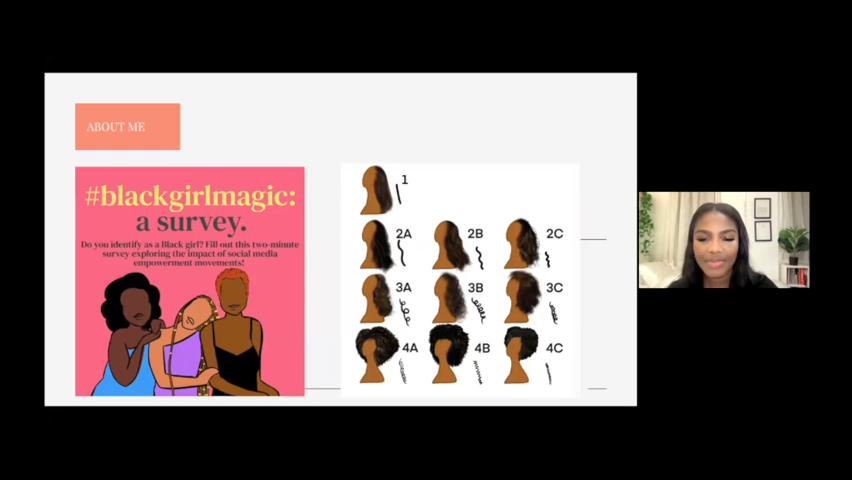 ABOUT ME
#blackgirlmagic:
a survey.
Do you identify as a Black girl? Fill out this two-minute
survey exploring the impact of social media
empowerment movements!
1
2A 2B 2C
3A 3B 3C
4A 4B 4C